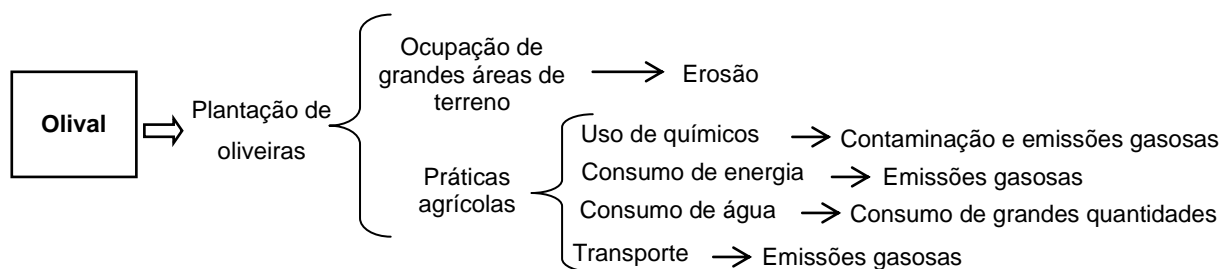 Olival
Plantação de
oliveiras
Ocupação de
grandes áreas de
terreno
Erosão
Práticas
agrícolas
Uso de químicos
Contaminação e emissões gasosas
Consumo de energia
Emissões gasosas
Consumo de água
Consumo de grandes quantidades
Transporte
Emissões gasosas